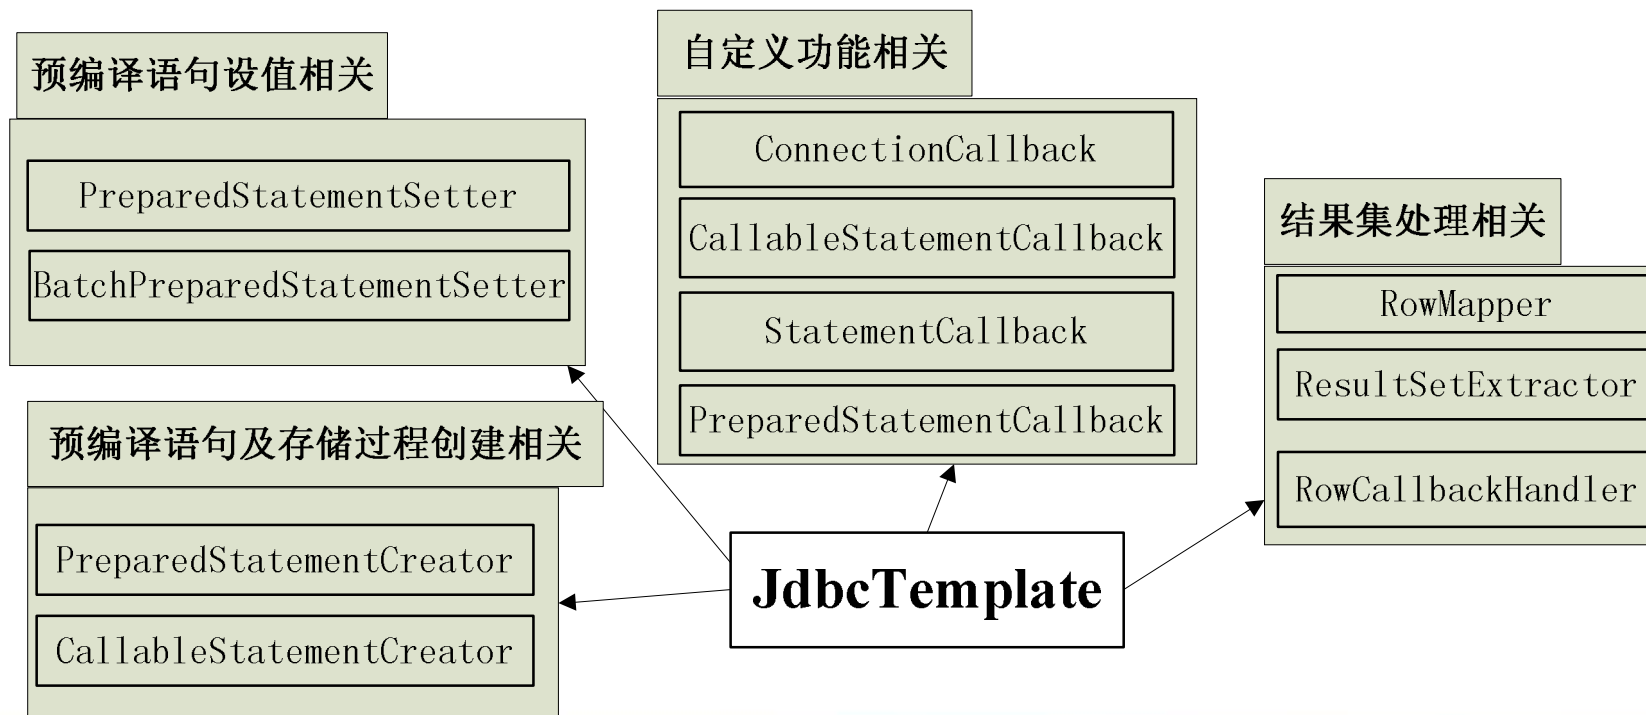 预编译语句设值相关
PreparedStatementSetter
BatchPreparedStatementSetter
预编译语句及存储过程创建相关
PreparedStatementCreator
CallableStatementCreator
自定义功能相关
ConnectionCallback
CallableStatementCallback
StatementCallback
PreparedStatementCallback
JdbcTemplate
结果集处理相关
RowMapper
ResultSetExtractor
RowCallbackHandler